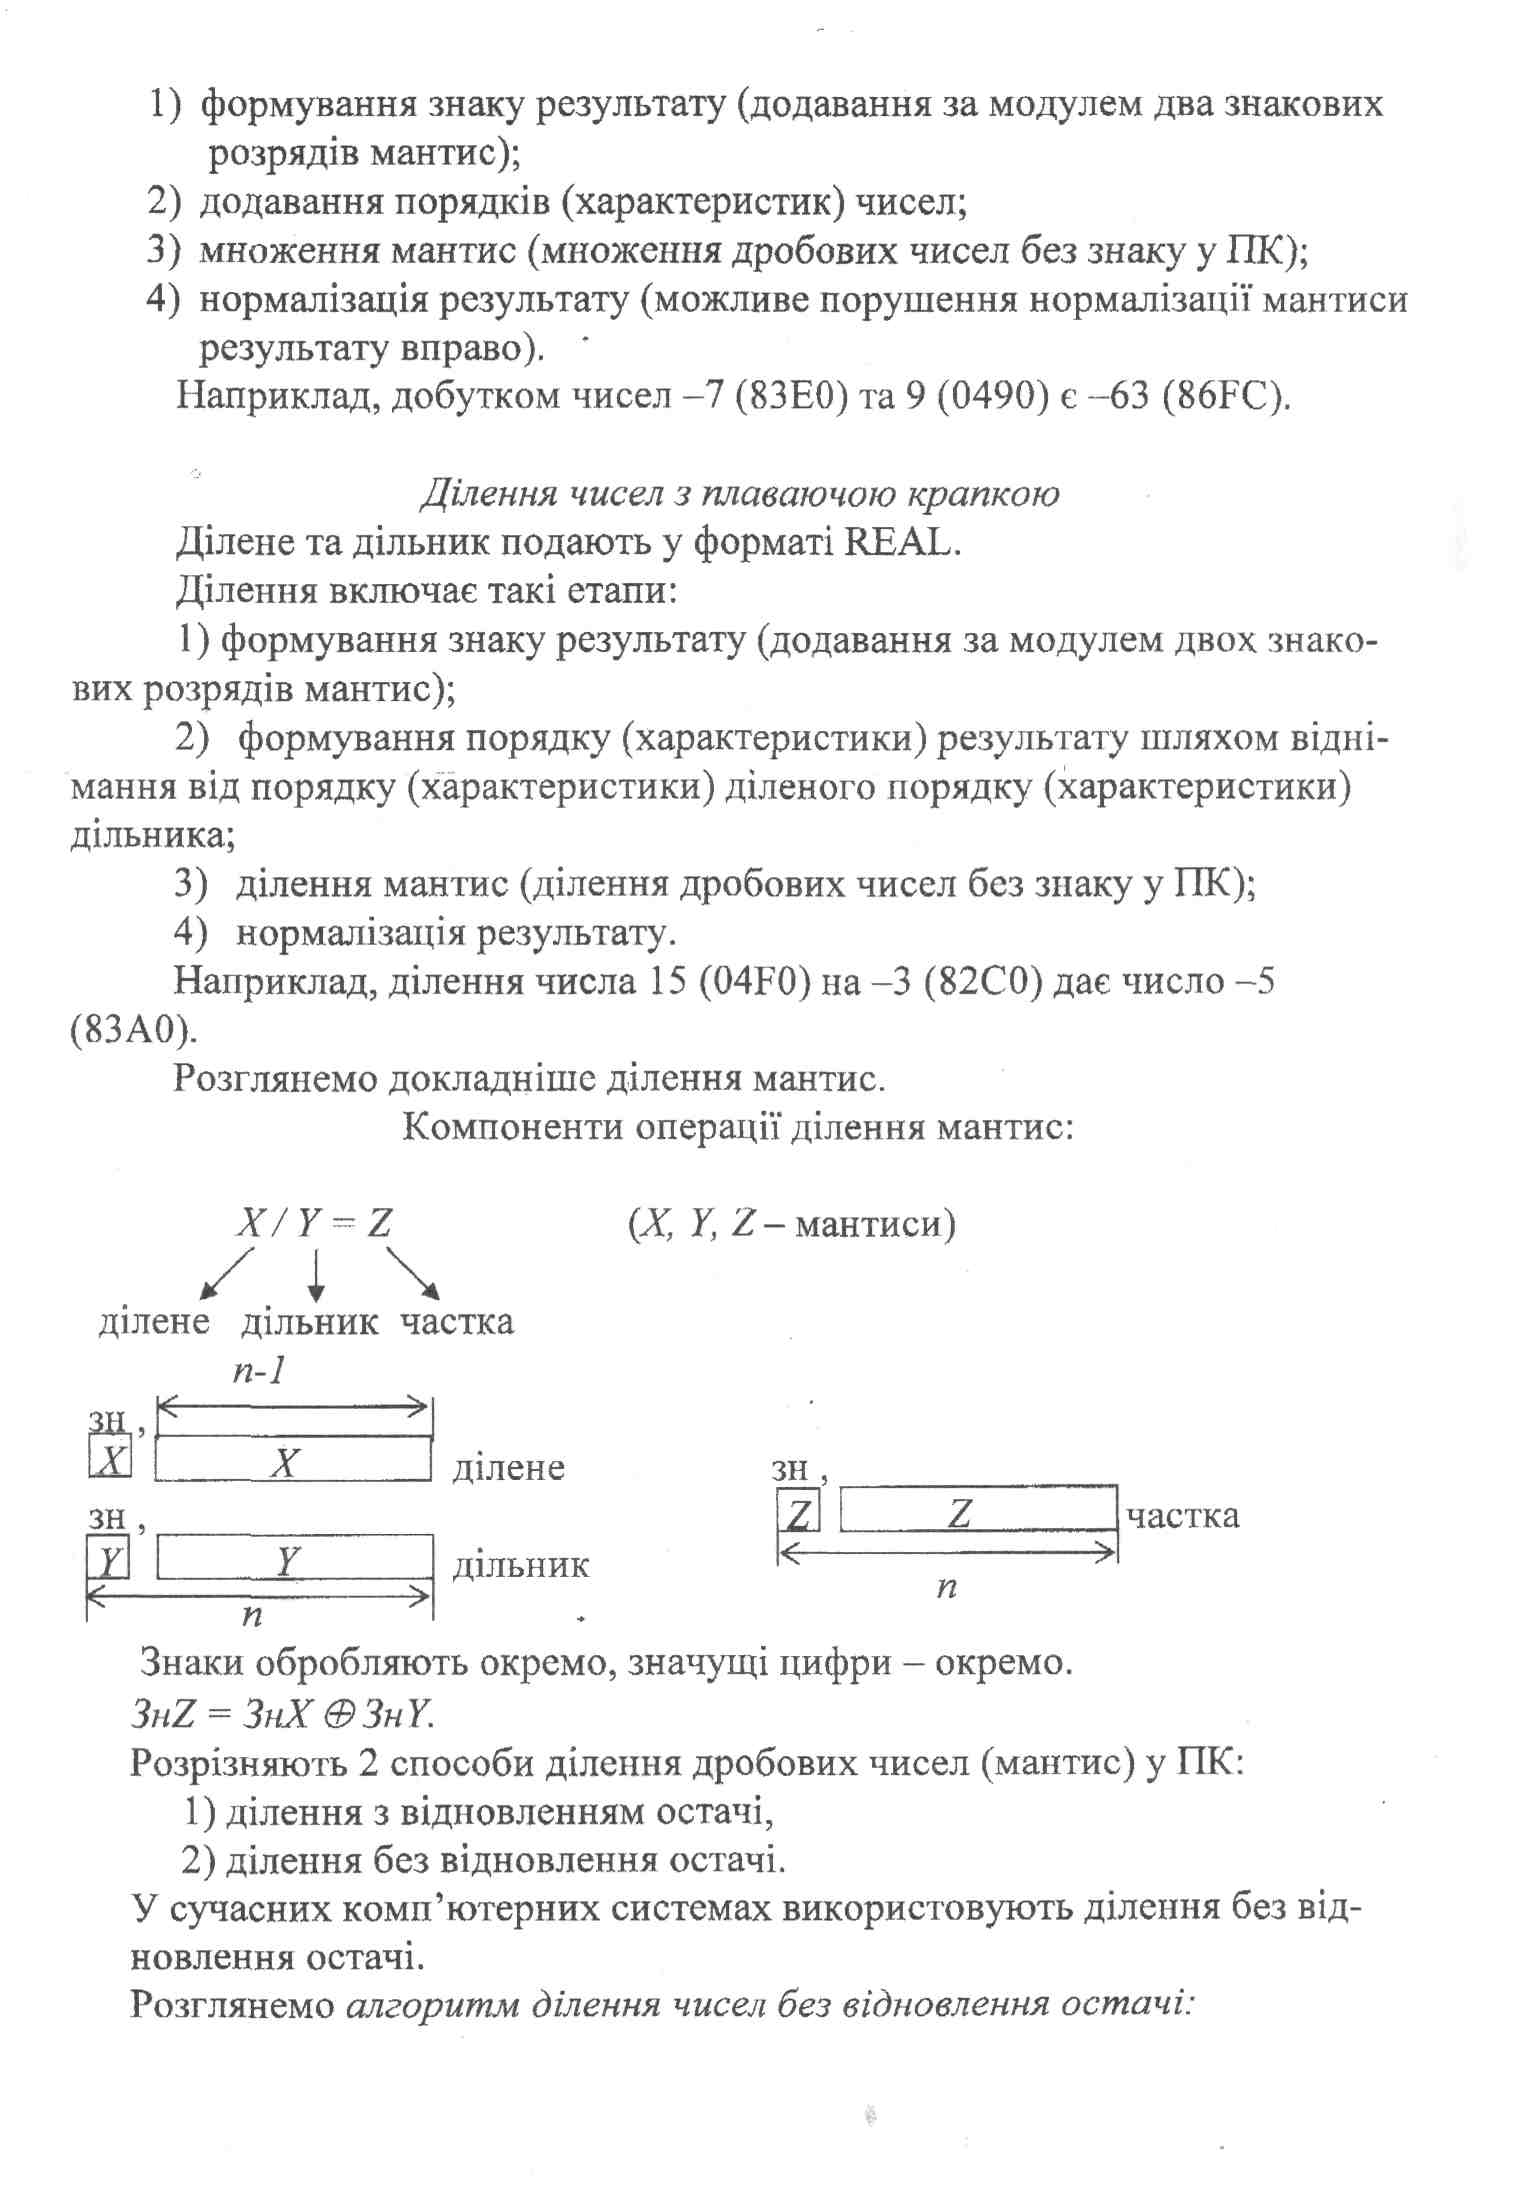 1) формування знаку результату (додавання за модулем два знакових
розрядів мантис);
2) додавання порядків (характеристик) чисел;
3) множення мантис (множення дробових чисел без знаку у ПК);
4) нормалізація результату (можливе порушення нормалізації мантиси
результату вправо).
Наприклад, добутком чисел –7 (83E0) та 9 (0490) є –63 (86FC).
Ділення чисел з плаваючою крапкою
Ділене та дільник подають у форматі REAL.
Ділення включає такі етапи:
1) формування знаку результату (додавання за модулем двох знако-
вих розрядів мантис);
2) формування порядку (характеристики) результату шляхом відні-
мання від порядку (характеристики) діленого порядку (характеристики)
дільника;
3) ділення мантис (ділення дробових чисел без знаку у ПК);
4) нормалізація результату.
Наприклад, ділення числа 15 (04F0) на –3 (82C0) дає число –5
(83A0).
Розглянемо докладніше ділення мантис.
Компоненти операції ділення мантис:
X / Y = Z (X, Y, Z – мантиси)
ділене дільник частка
n-1
зн ,
X X ділене
зн ,
Z Z частка
n
зн ,
Y Y дільник
n
Знаки обробляють окремо, значущі цифри – окремо.
ЗнZ = ЗнX ⊕ ЗнY.
Розрізняють 2 способи ділення дробових чисел (мантис) у ПК:
1) ділення з відновленням остачі,
2) ділення без відновлення остачі.
У сучасних комп’ютерних системах використовують ділення без від-
новлення остачі.
Розглянемо алгоритм ділення чисел без відновлення остачі: